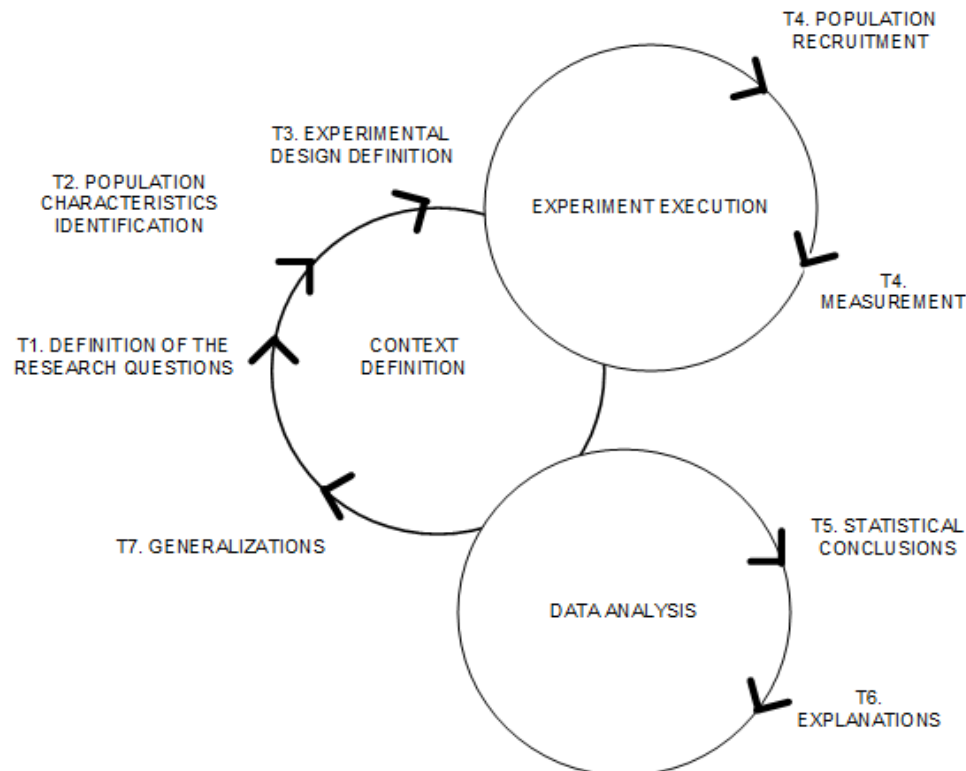 T4. POPULATION
RECRUITMENT
T3. EXPERIMENTAL
DESIGN DEFINITION
T2. POPULATION
CHARACTERISTICS
IDENTIFICATION
EXPERIMENT EXECUTION
T4.
MEASUREMENT
T1. DEFINITION OF THE
RESEARCH QUESTIONS
CONTEXT
DEFINITION
T7. GENERALIZATIONS
T5. STATISTICAL
CONCLUSIONS
DATA ANALYSIS
T6.
EXPLANATIONS